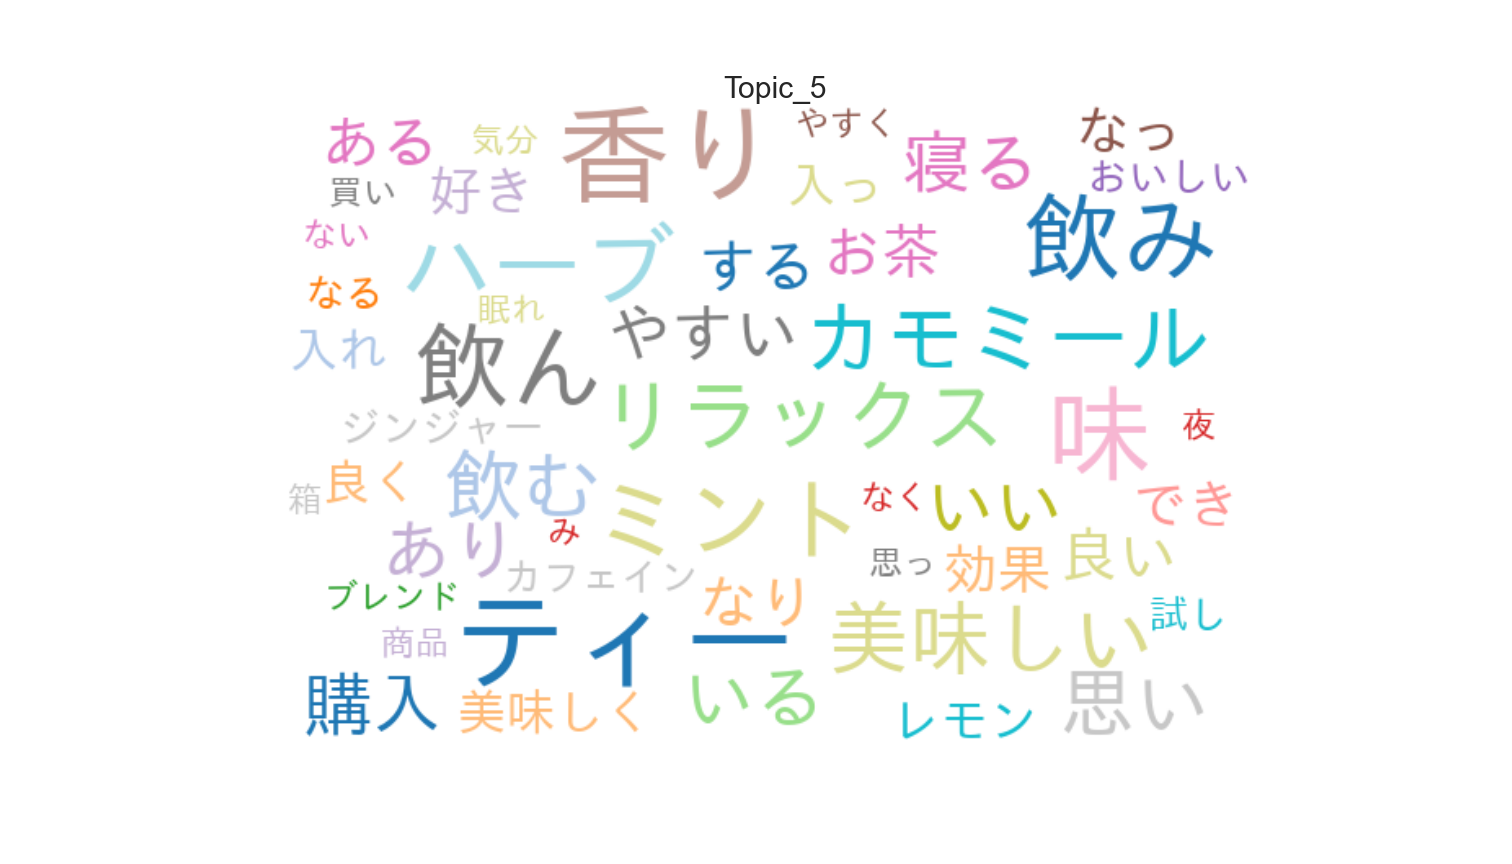 Topic_5
ある 気分 香り やすく 寝る なっ
買い 好き 入っ おいしい
ない ハーブ する お茶 飲み
なる 眠れ
入れ 飲ん やすい カモミール
ジンジャー リラックス 味 夜
箱 良く 飲む ミント なく いい でき
あり み 思っ 効果 良い
ブレンド カフェイン なり 試し
商品 ティー 美味しい
購入 美味しく いる レモン 思い